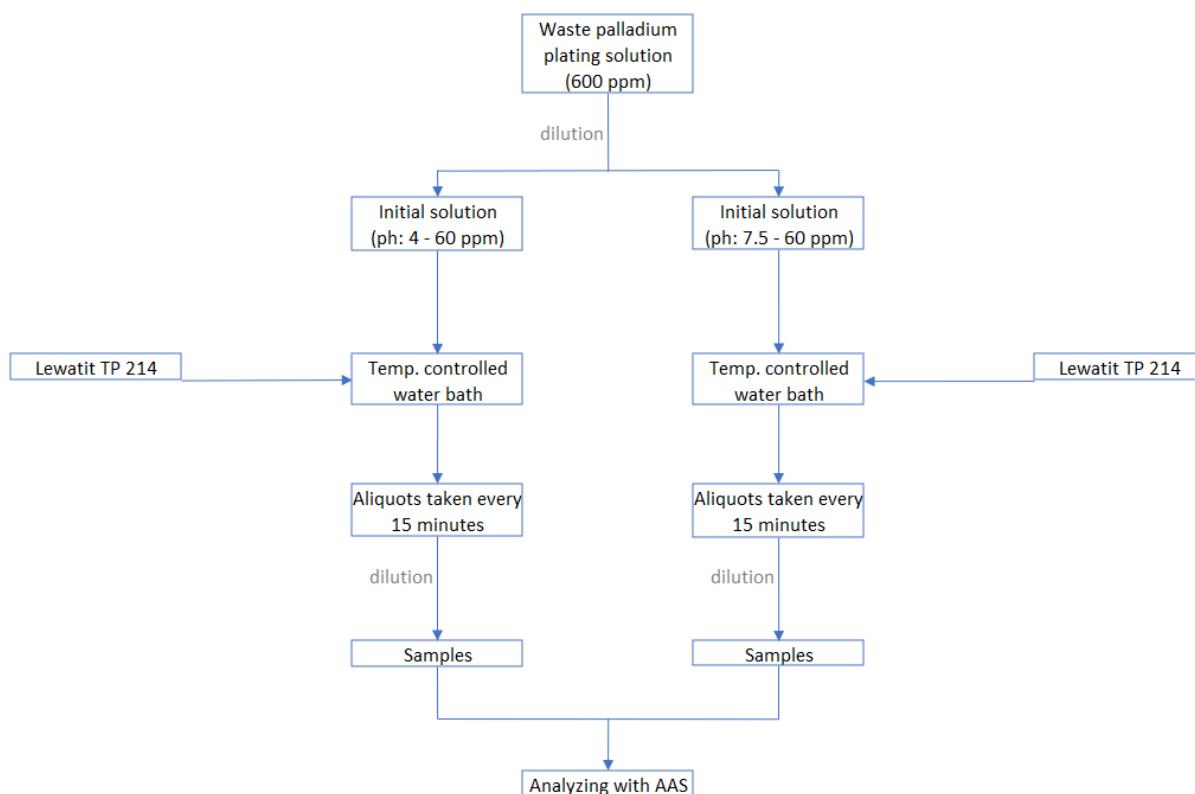 Waste palladium
plating solution
(600 ppm)
dilution
Initial solution
(ph: 4 - 60 ppm)
Initial solution
(ph: 7.5 - 60 ppm)
Lewatit TP 214
Temp. controlled
water bath
Temp. controlled
water bath
Lewatit TP 214
Aliquots taken every
15 minutes
Aliquots taken every
15 minutes
dilution
dilution
Samples
Samples
Analyzing with AAS